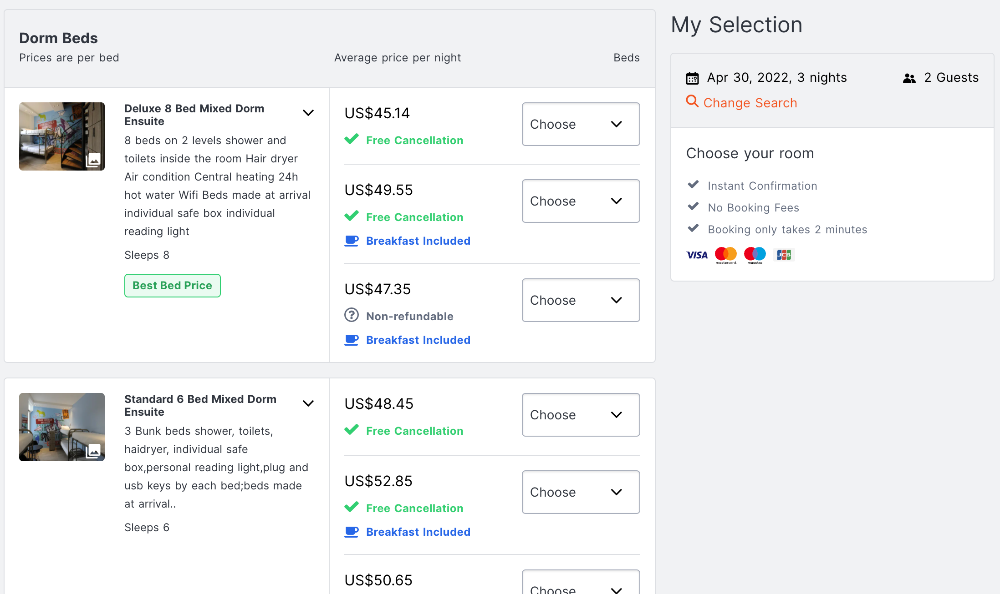 Dorm Beds
Prices are per bed
Average price per night
Beds
Deluxe 8 Bed Mixed Dorm
Ensuite
8 beds on 2 levels shower and
toilets inside the room Hair dryer
Air condition Central heating 24h
hot water Wifi Beds made at arrival
individual safe box individual
reading light
Sleeps 8
Best Bed Price
US$45.14
Choose
Free Cancellation
US$49.55
Choose
Free Cancellation
Breakfast Included
US$47.35
Choose
Non-refundable
Breakfast Included
Standard 6 Bed Mixed Dorm
Ensuite
3 Bunk beds shower, toilets,
haidryer, individual safe
box,personal reading light,plug and
usb keys by each bed;beds made
at arrival..
Sleeps 6
US$48.45
Choose
Free Cancellation
US$52.85
Choose
Free Cancellation
Breakfast Included
US$50.65
Choose
My Selection
Apr 30, 2022, 3 nights
2 Guests
Change Search
Choose your room
Instant Confirmation
No Booking Fees
Booking only takes 2 minutes
VISA
mastercard
maestro
JCB